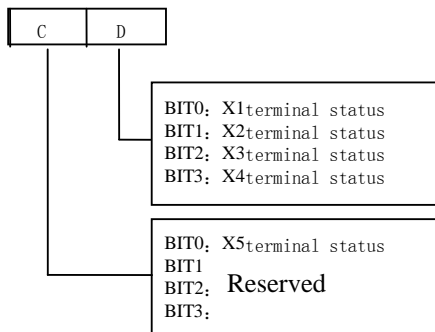 C D
BIT0：X1terminal status
BIT1：X2terminal status
BIT2：X3terminal status
BIT3：X4terminal status
BIT0：X5terminal status
BIT1
BIT2：Reserved
BIT3：